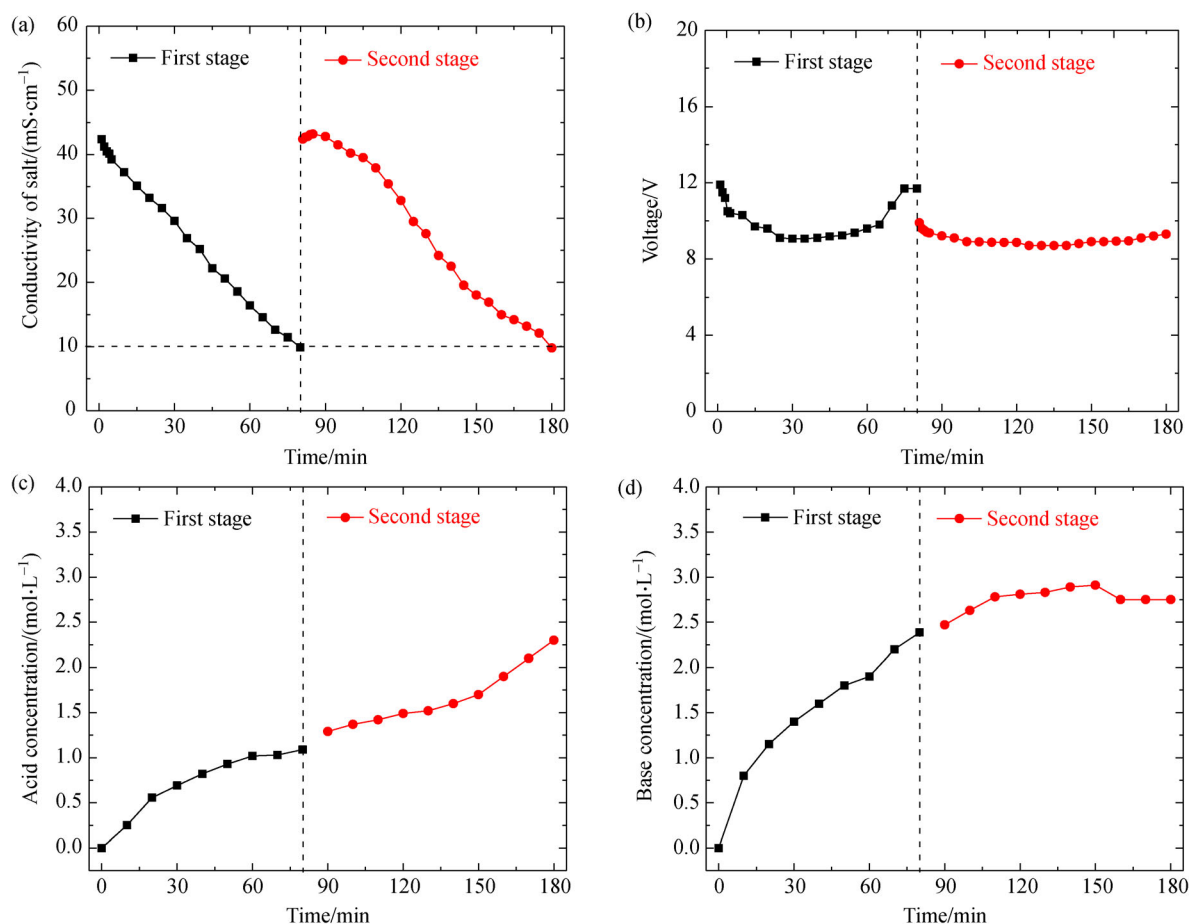 (a)
Conductivity of salt/(mS·cm⁻¹)
60
50
40
30
20
10
0
First stage
Second stage
0 30 60 90 120 150 180
Time/min
(b)
Voltage/V
20
16
12
8
4
0
First stage
Second stage
0 30 60 90 120 150 180
Time/min
(c)
Acid concentration/(mol·L⁻¹)
4.0
3.5
3.0
2.5
2.0
1.5
1.0
0.5
0.0
First stage
Second stage
0 30 60 90 120 150 180
Time/min
(d)
Base concentration/(mol·L⁻¹)
4.0
3.5
3.0
2.5
2.0
1.5
1.0
0.5
0.0
First stage
Second stage
0 30 60 90 120 150 180
Time/min